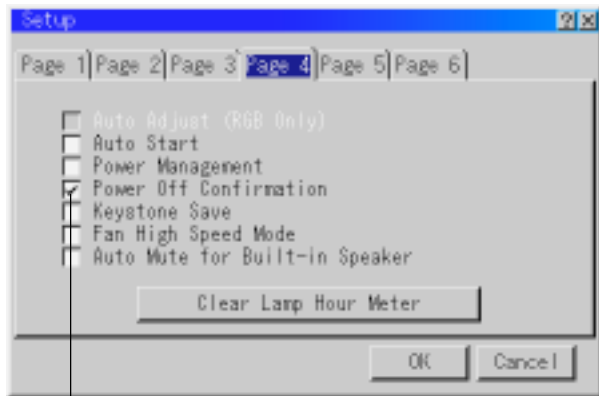 Setup
Page 1 Page 2 Page 3 Page 4 Page 5 Page 6
Auto Adjust (RGB Only)
Auto Start
Power Management
Power Off Confirmation
Keystone Save
Fan High Speed Mode
Auto Mute for Built-in Speaker
Clear Lamp Hour Meter
OK Cancel